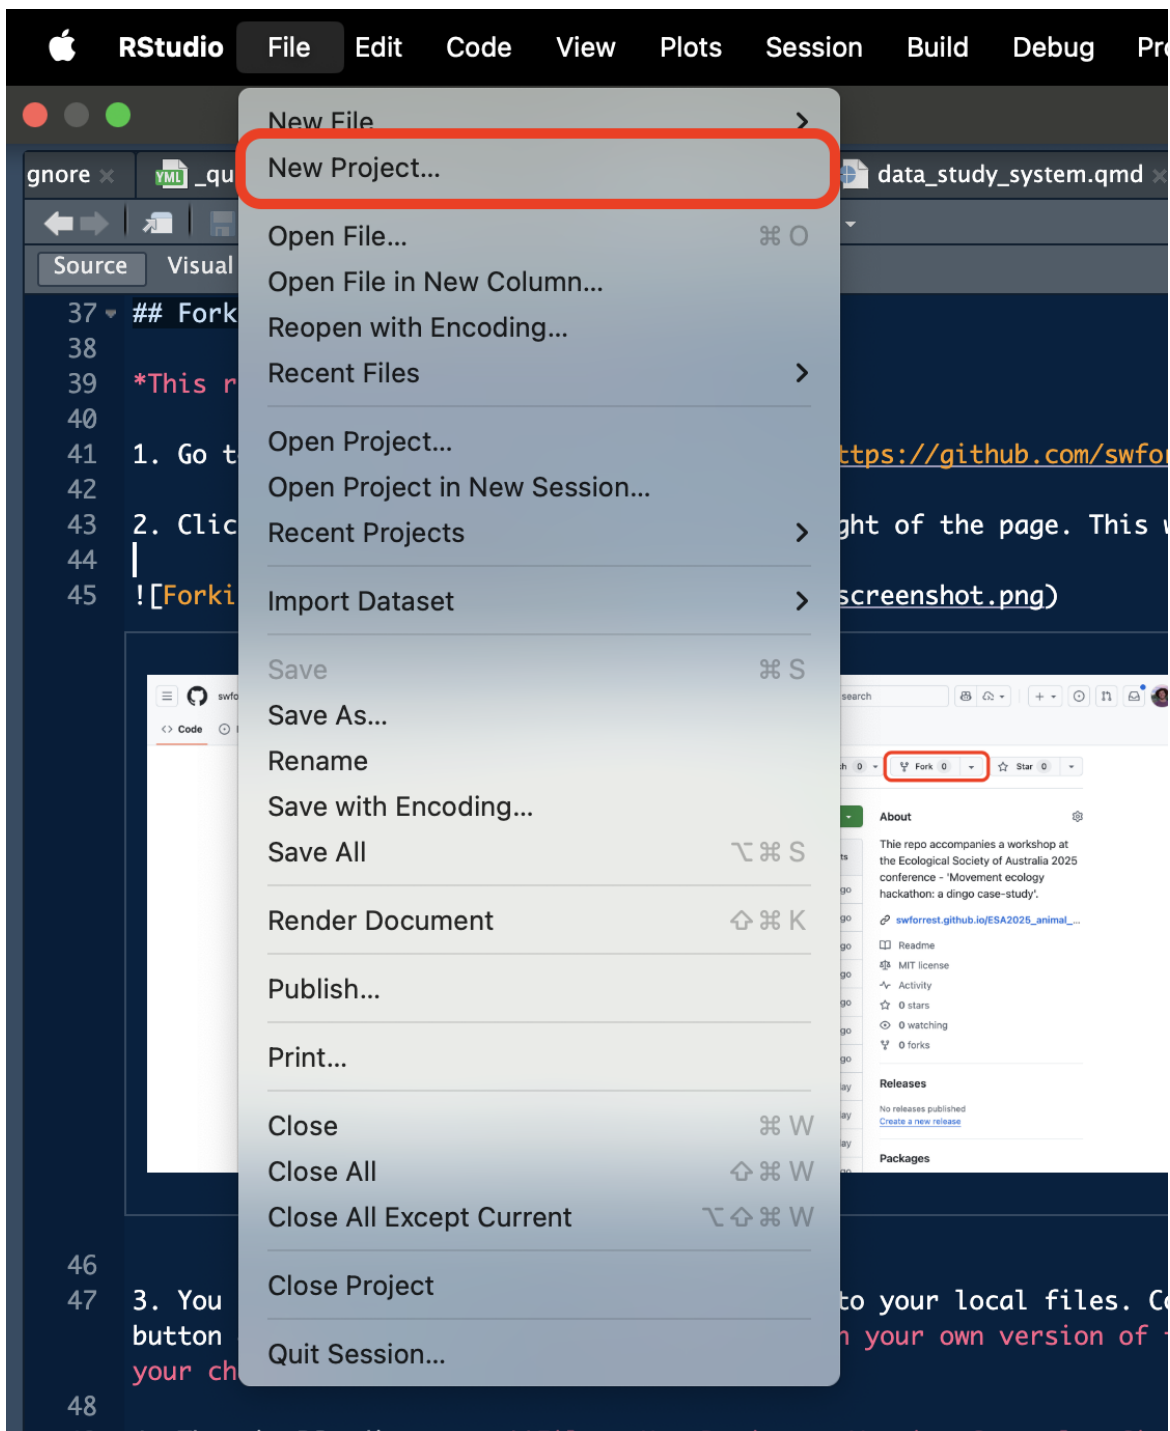 RStudio File Edit Code View Plots Session Build Debug
New File
gnore _qu New Project... data_study_system.qmd
Open File... ⌘ O
Source Visual
Open File in New Column...
37 ## Fork
Reopen with Encoding...
38
39 *This r
Recent Files
40
Open Project...
41 1. Go t ttps://github.com/swfo
42
Open Project in New Session...
43 2. Clic ght of the page. This
Recent Projects
44
45 ![Forki screenshot.png)
Import Dataset
Save ⌘ S
swfo search
Save As...
<> Code
Rename
Fork 0 Star 0
Save with Encoding...
About
Save All ⌥ ⌘ S
Thie repo accompanies a workshop at
the Ecological Society of Australia 2025
conference - 'Movement ecology
hackathon: a dingo case-study'.
Render Document ⇧ ⌘ K
swforrest.github.io/ESA2025_animal_...
Readme
MIT license
Publish...
Activity
0 stars
0 watching
0 forks
Print...
Releases
No releases published
Create a new release
Close ⌘ W
Packages
Close All ⇧ ⌘ W
Close All Except Current ⌥ ⇧ ⌘ W
46
Close Project
47 3. You to your local files.
button your own version of
Quit Session...
your ch
48